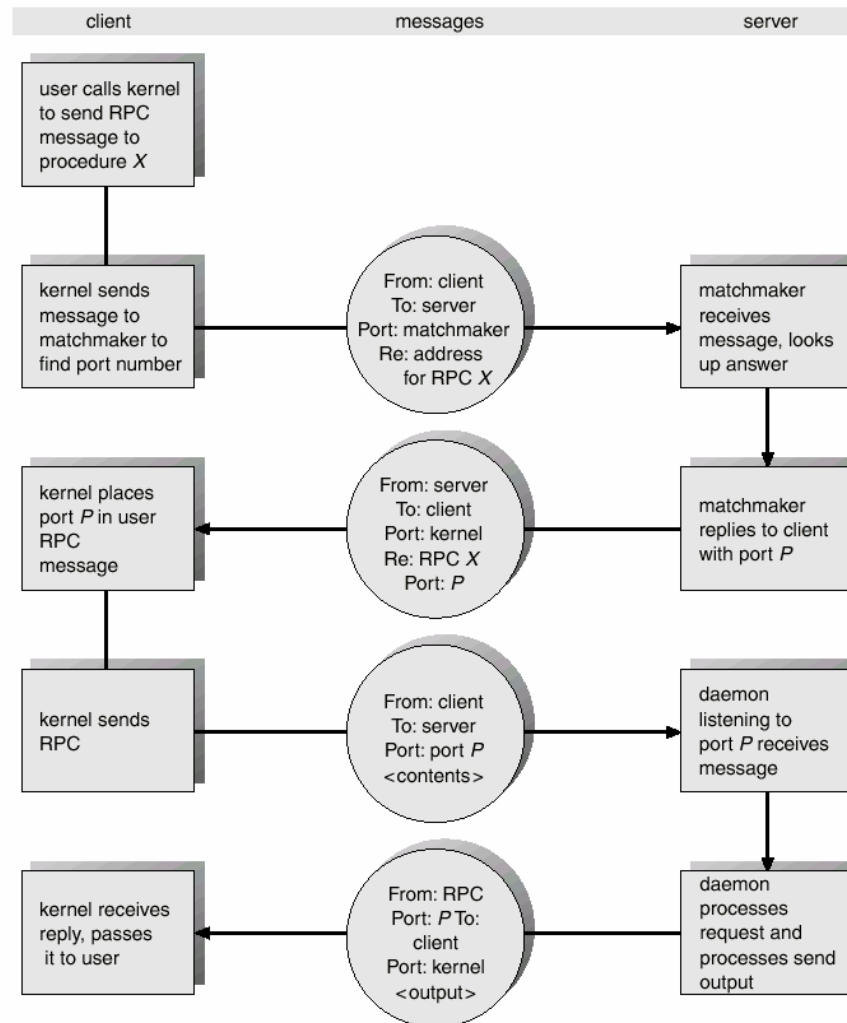 client
messages
server
user calls kernel
to send RPC
message to
procedure X
kernel sends
message to
matchmaker to
find port number
From: client
To: server
Port: matchmaker
Re: address
for RPC X
matchmaker
receives
message, looks
up answer
kernel places
port P in user
RPC
message
From: server
To: client
Port: kernel
Re: RPC X
Port: P
matchmaker
replies to client
with port P
kernel sends
RPC
From: client
To: server
Port: port P
<contents>
daemon
listening to
port P receives
message
kernel receives
reply, passes
it to user
From: RPC
Port: P To:
client
Port: kernel
<output>
daemon
processes
request and
processes send
output